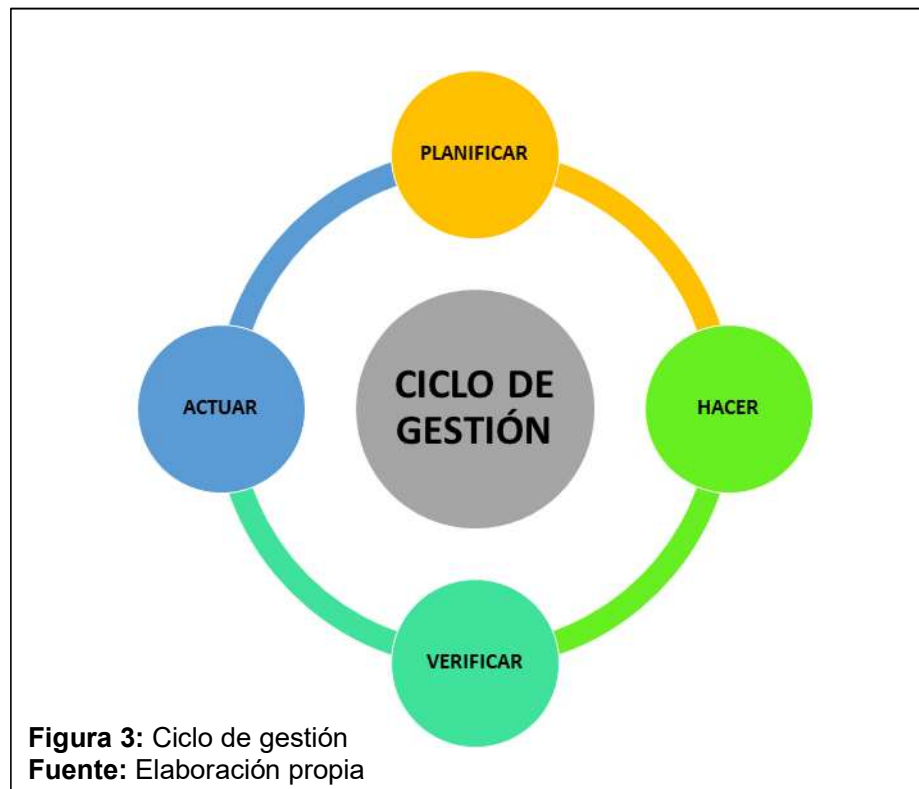 PLANIFICAR
CICLO DE
GESTIÓN
ACTUAR
HACER
VERIFICAR
Figura 3: Ciclo de gestión
Fuente: Elaboración propia